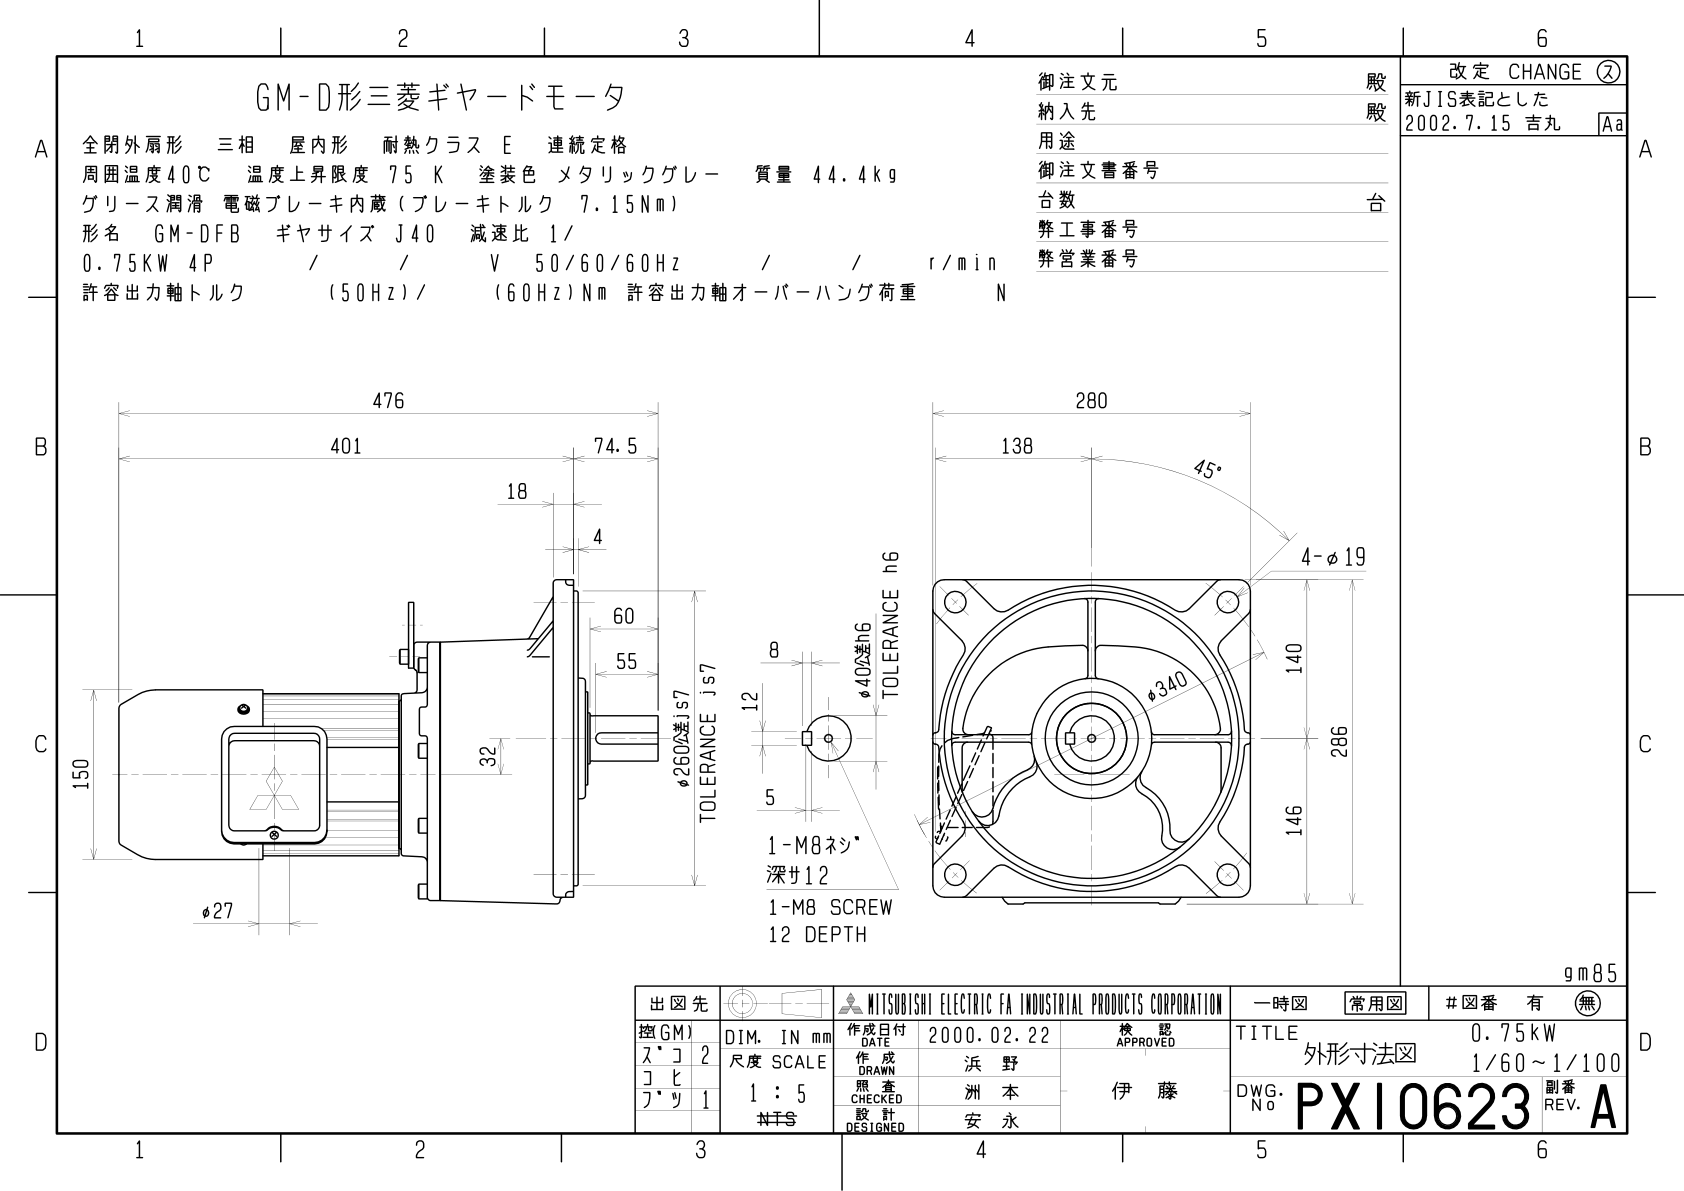 1 2 3 4 5 6
A
B
C
D
GM-D形三菱ギヤードモータ
全閉外扇形 三相 屋内形 耐熱クラス E 連続定格
周囲温度40℃ 温度上昇限度 75 K 塗装色 メタリックグレー 質量 44.4kg
グリース潤滑 電磁ブレーキ内蔵(ブレーキトルク 7.15Nm)
形名 GM-DFB ギヤサイズ J40 減速比 1/
0.75KW 4P / / V 50/60/60Hz / / r/min
許容出力軸トルク (50Hz)/ (60Hz)Nm 許容出力軸オーバーハング荷重 N
御注文元 殿
納入先 殿
用途
御注文書番号
台数 台
弊工事番号
弊営業番号
改定 CHANGE ス
新JIS表記とした
2002.7.15 吉丸 Aa
A
B
C
D
476
401
74.5
18
4
60
55
32
150
φ27
φ260公差js7
TOLERANCE js7
8
12
5
φ40公差h6
TOLERANCE h6
1-M8ネジ
深サ12
1-M8 SCREW
12 DEPTH
280
138
45°
4-φ19
φ340
140
286
146
gm85
出図先
控(GM)
ズコ 2
コヒ
ブツ 1
DIM. IN mm
尺度 SCALE
1 : 5
NTS
MITSUBISHI ELECTRIC FA INDUSTRIAL PRODUCTS CORPORATION
作成日付 DATE 2000.02.22
作成 DRAWN 浜野
照査 CHECKED 洲本
設計 DESIGNED 安永
検認 APPROVED
伊藤
一時図 常用図 #図番 有 無
TITLE
外形寸法図
0.75kW
1/60~1/100
DWG. No PX10623
副番 REV. A
1 2 3 4 5 6